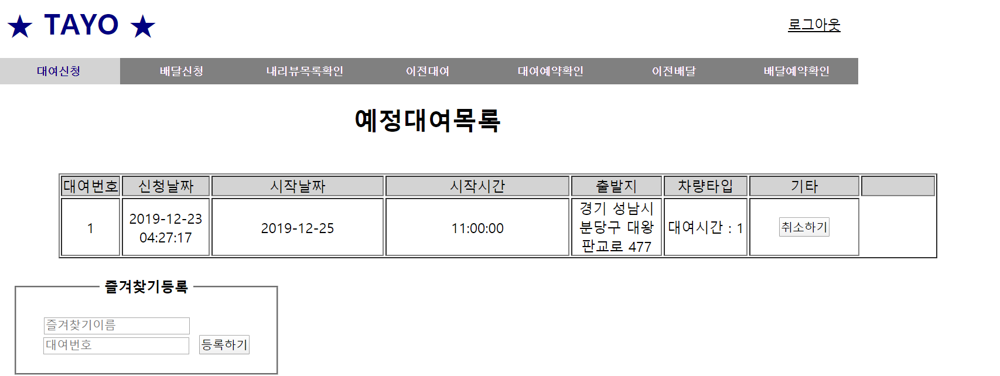 ★ TAYO ★
로그아웃
대여신청 배달신청 내리뷰목록확인 이전대여 대여예약확인 이전배달 배달예약확인
예정대여목록
대여번호 신청날짜 시작날짜 시작시간 출발지 차량타입 기타
1
2019-12-23
04:27:17
2019-12-25
11:00:00
경기 성남시
분당구 대왕
판교로 477
대여시간 : 1
취소하기
즐겨찾기등록
즐겨찾기이름
대여번호 등록하기